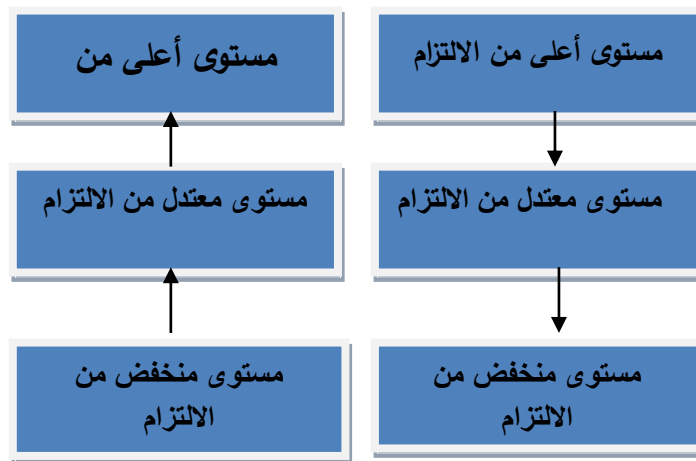 مستوى أعلى من الالتزام
مستوى معتدل من الالتزام
مستوى منخفض من
الالتزام
مستوى أعلى من
مستوى معتدل من الالتزام
مستوى منخفض من
الالتزام